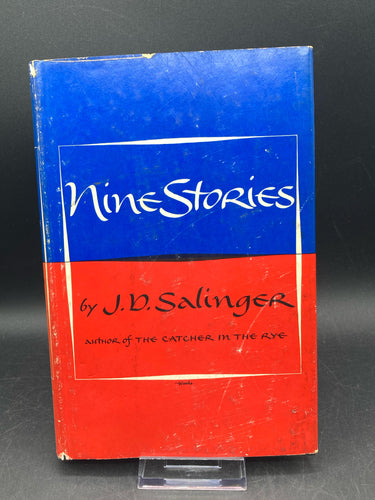 Nine Stories
by J. D. Salinger
author of THE CATCHER IN THE RYE